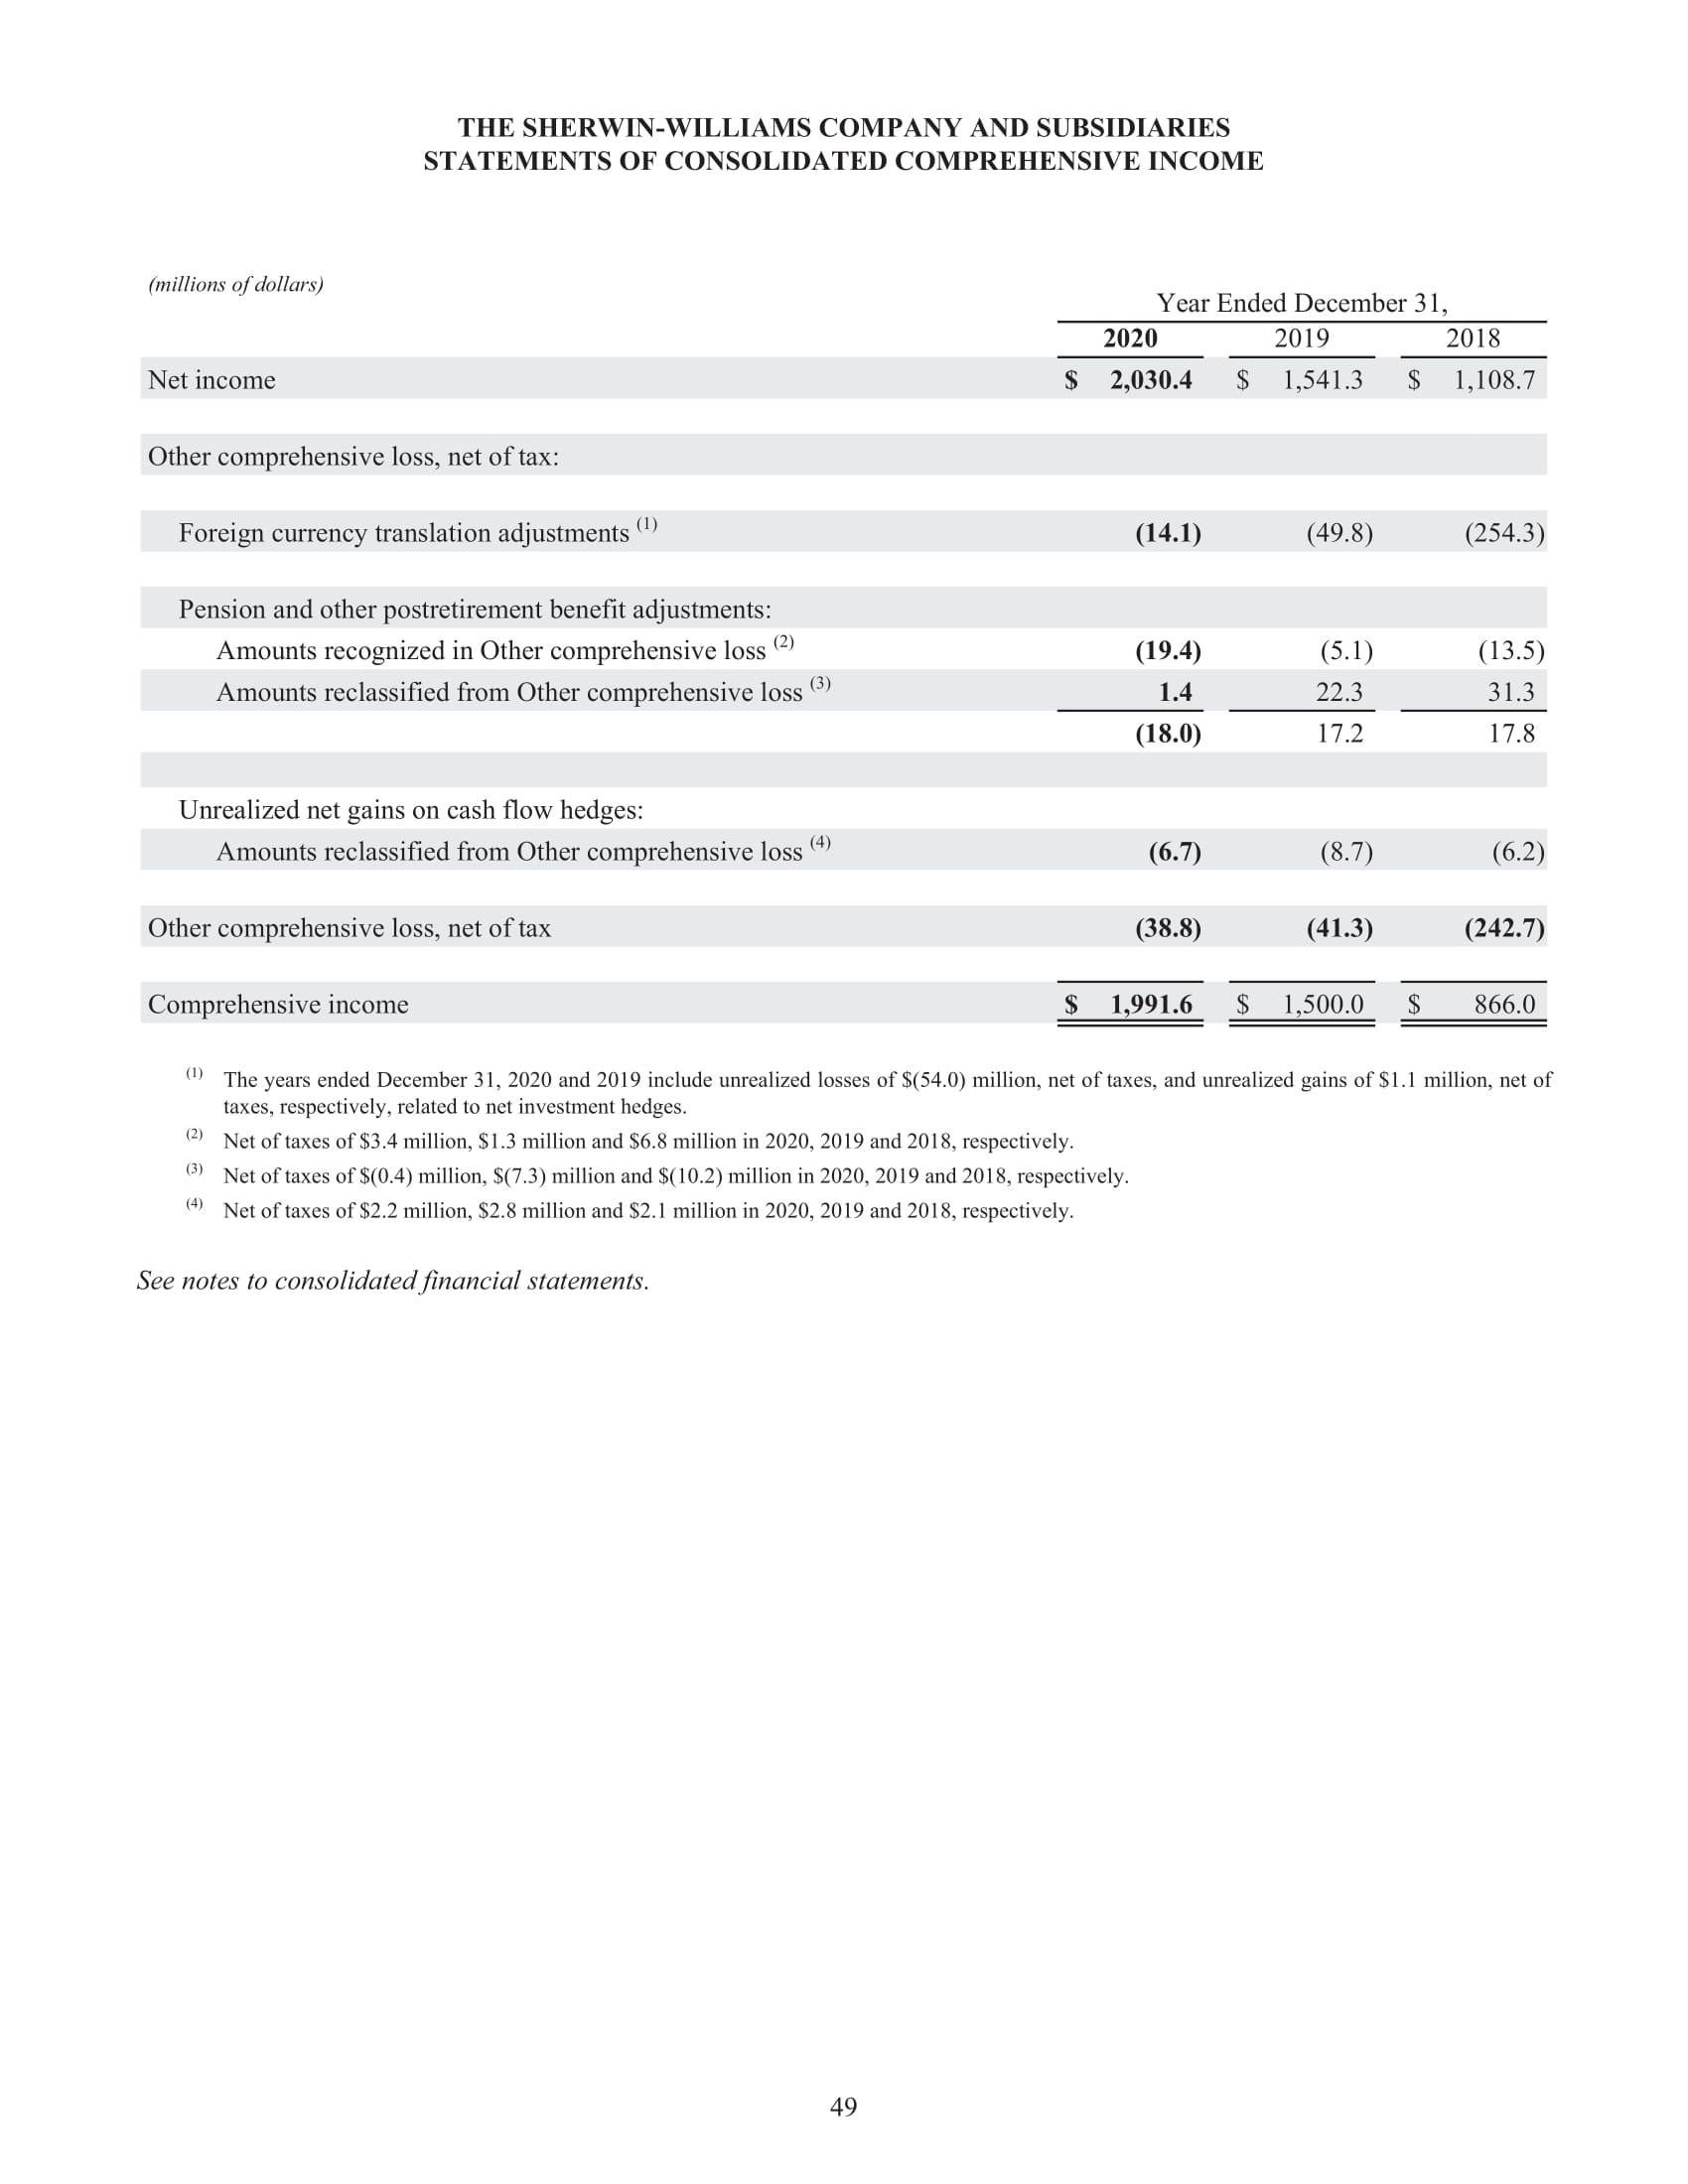 THE SHERWIN-WILLIAMS COMPANY AND SUBSIDIARIES
STATEMENTS OF CONSOLIDATED COMPREHENSIVE INCOME
(millions of dollars)
Year Ended December 31,
2020 2019 2018
Net income $ 2,030.4 $ 1,541.3 $ 1,108.7
Other comprehensive loss, net of tax:
Foreign currency translation adjustments (1) (14.1) (49.8) (254.3)
Pension and other postretirement benefit adjustments:
Amounts recognized in Other comprehensive loss (2) (19.4) (5.1) (13.5)
Amounts reclassified from Other comprehensive loss (3) 1.4 22.3 31.3
(18.0) 17.2 17.8
Unrealized net gains on cash flow hedges:
Amounts reclassified from Other comprehensive loss (4) (6.7) (8.7) (6.2)
Other comprehensive loss, net of tax (38.8) (41.3) (242.7)
Comprehensive income $ 1,991.6 $ 1,500.0 $ 866.0
(1) The years ended December 31, 2020 and 2019 include unrealized losses of $(54.0) million, net of taxes, and unrealized gains of $1.1 million, net of
taxes, respectively, related to net investment hedges.
(2) Net of taxes of $3.4 million, $1.3 million and $6.8 million in 2020, 2019 and 2018, respectively.
(3) Net of taxes of $(0.4) million, $(7.3) million and $(10.2) million in 2020, 2019 and 2018, respectively.
(4) Net of taxes of $2.2 million, $2.8 million and $2.1 million in 2020, 2019 and 2018, respectively.
See notes to consolidated financial statements.
49